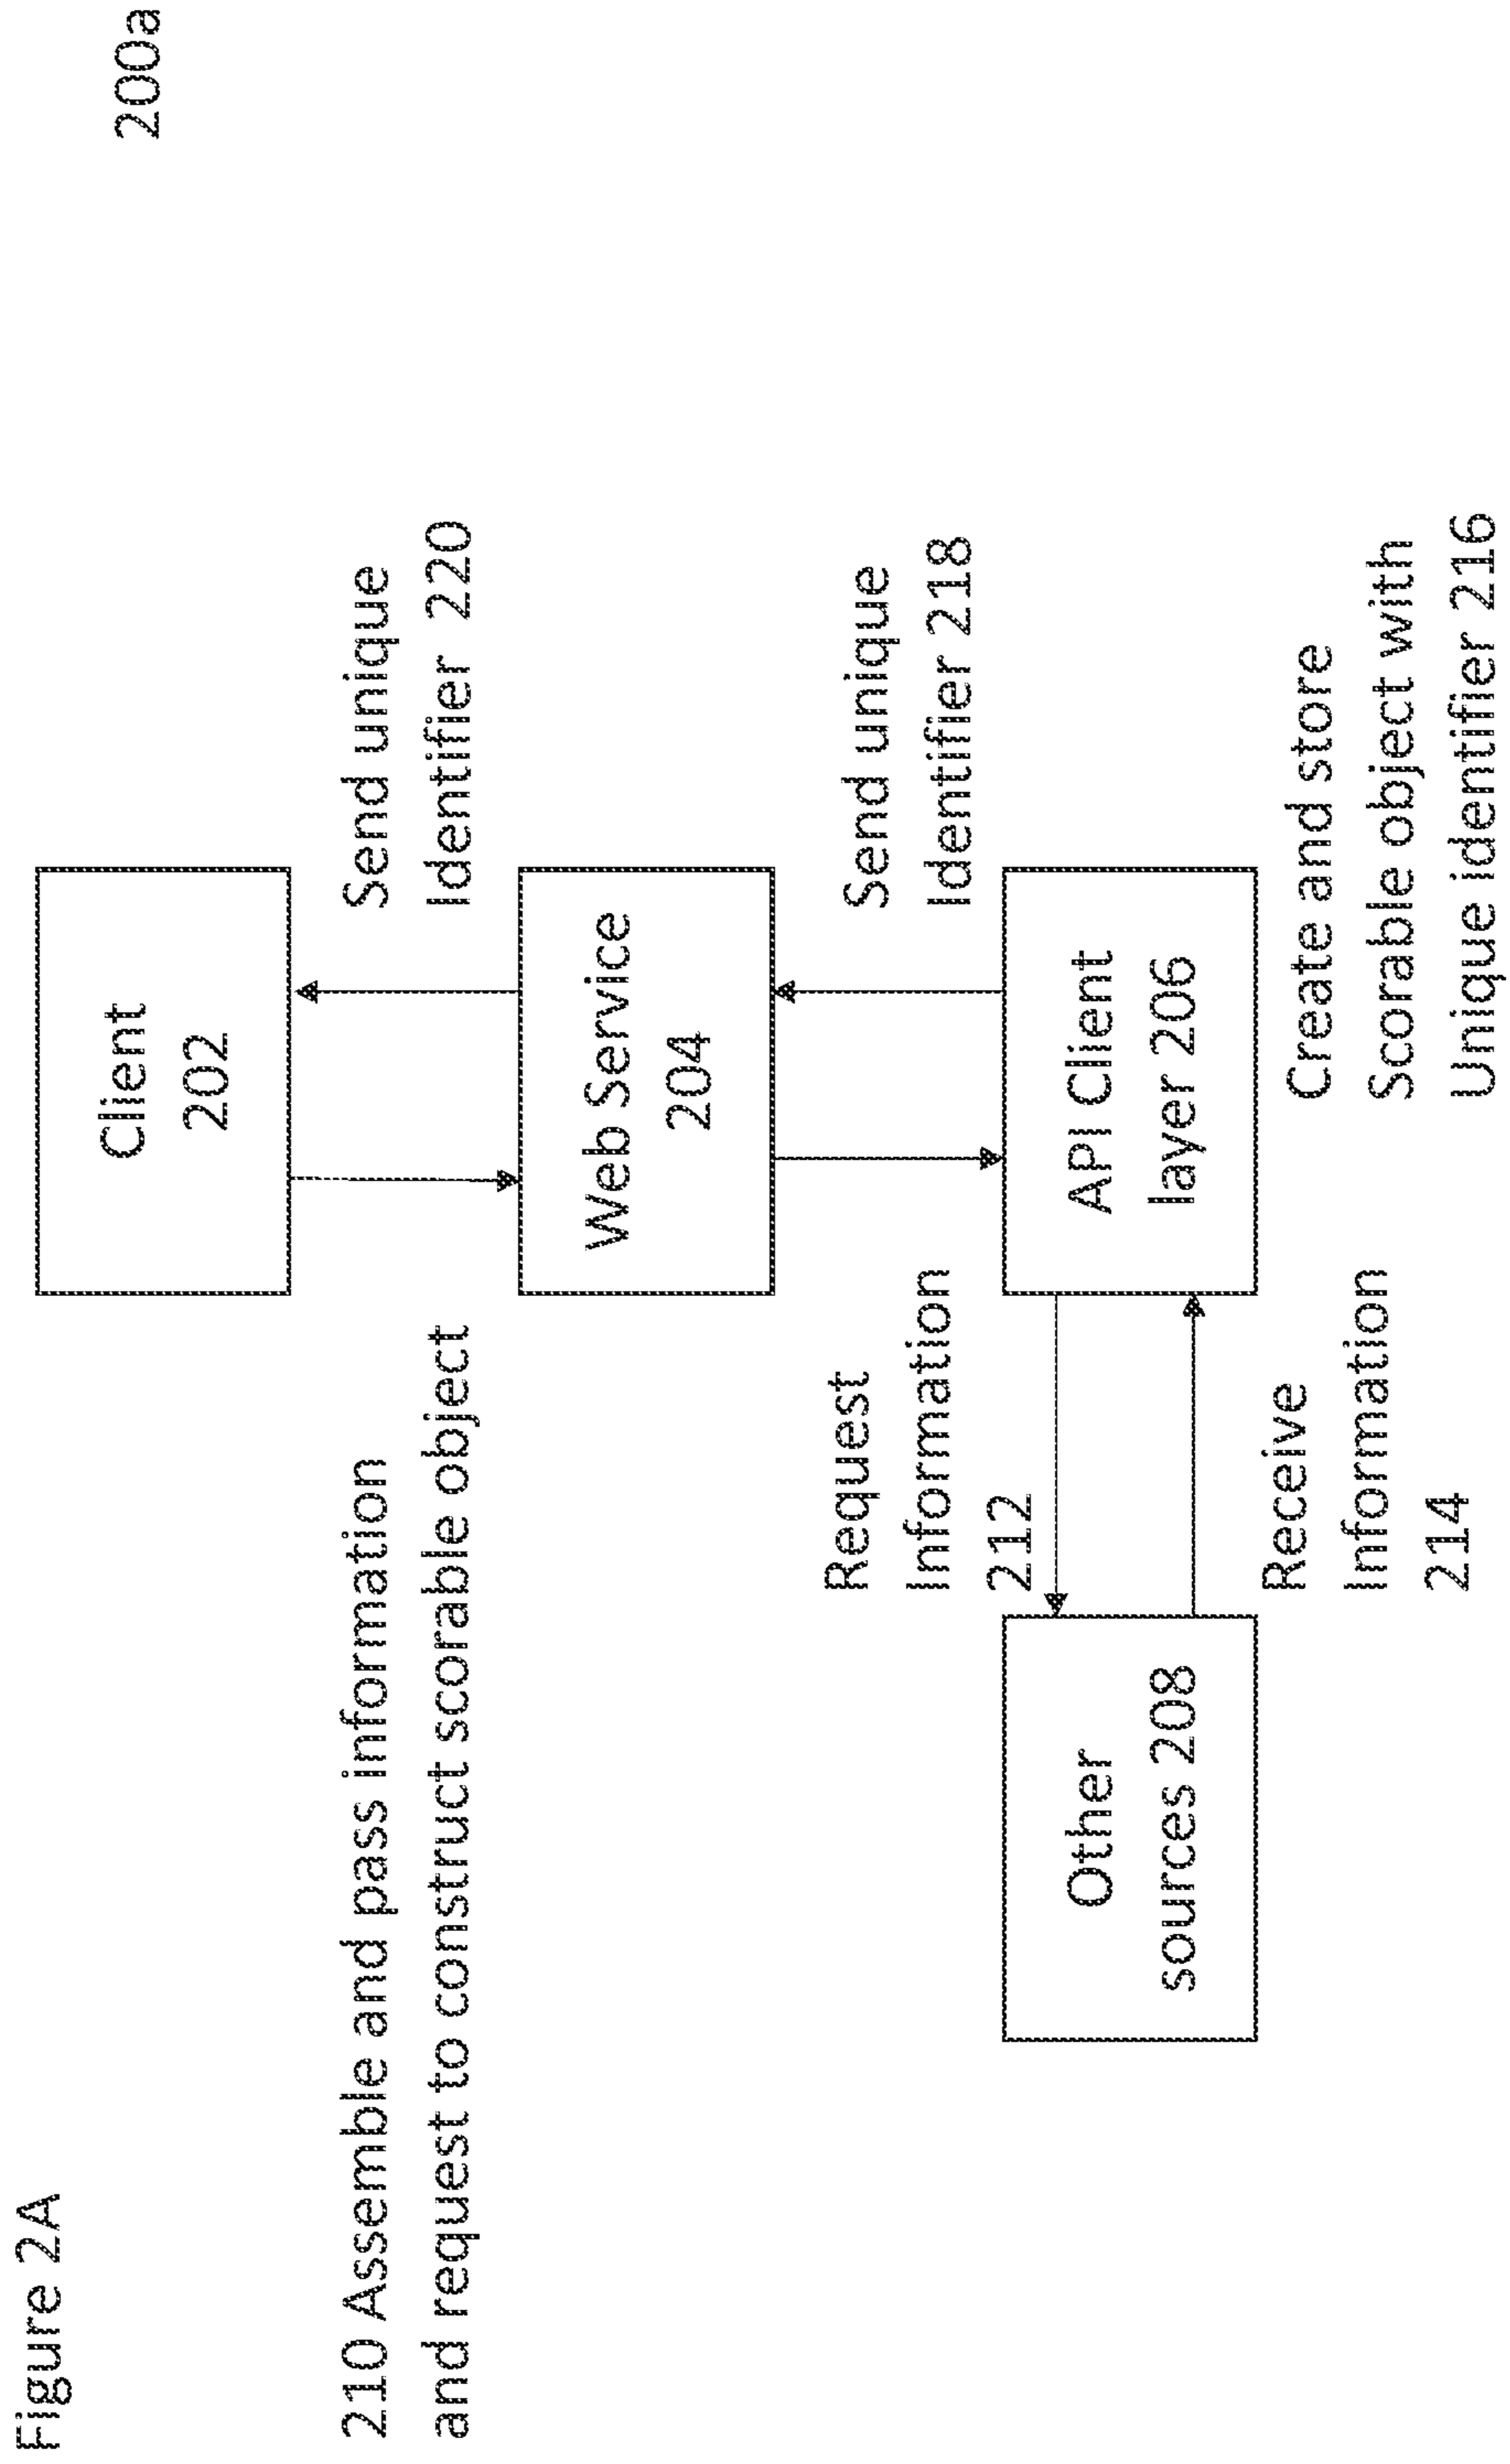 Figure 2A
200a
Client
202
210 Assemble and pass information
and request to construct scorable object
Send unique
Identifier 220
Web Service
204
Request
Information
212
Send unique
Identifier 218
Other
sources 208
API Client
layer 206
Receive
Information
214
Create and store
Scorable object with
Unique identifier 216